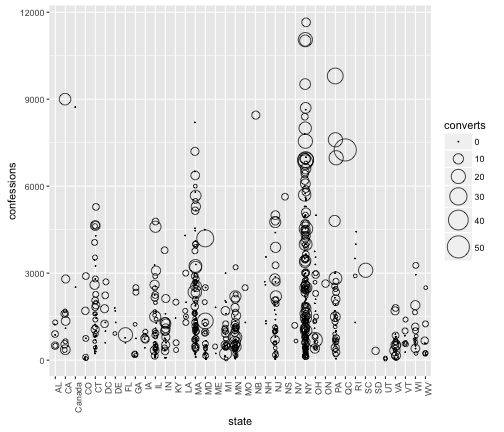 12000
9000
6000
3000
0
confessions
AL
CA
Canada
CO
CT
DC
DE
FL
GA
IA
IL
IN
KY
LA
MA
MD
ME
MI
MN
MO
NB
NH
NJ
NS
NV
NY
OH
ON
PA
QC
RI
SC
SD
UT
VA
VT
WI
WV
state
converts
0
10
20
30
40
50